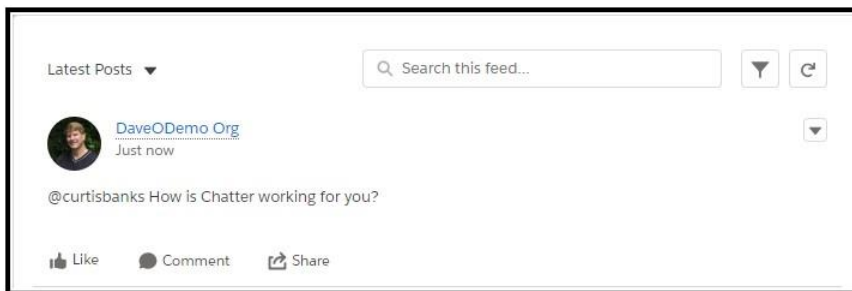 Latest Posts
Search this feed...
DaveODemo Org
Just now
@curtisbanks How is Chatter working for you?
Like Comment Share